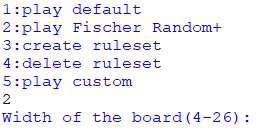 1:play default
2:play Fischer Random+
3:create ruleset
4:delete ruleset
5:play custom
2
Width of the board(4-26):